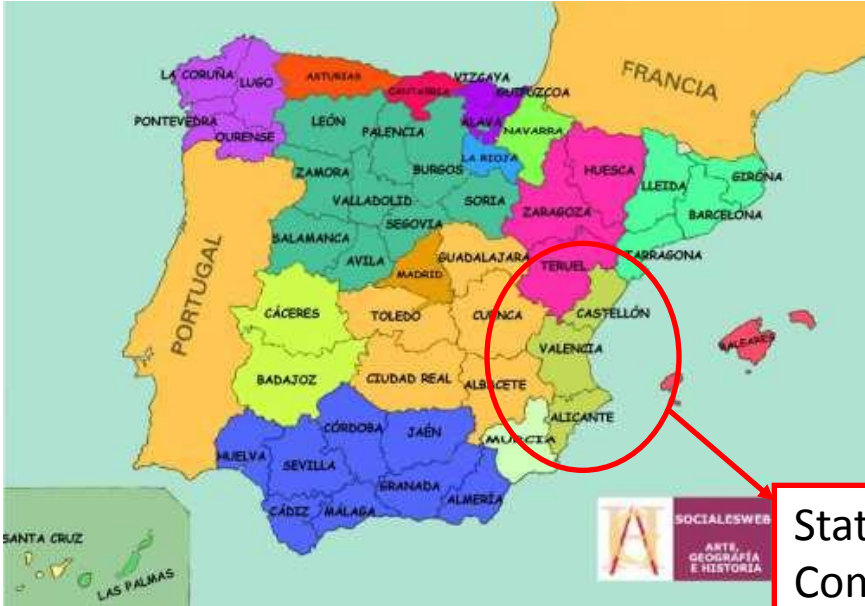 FRANCIA
LA CORUÑA
LUGO
ASTURIAS
CANTABRIA
VIZGAYA
GUIPUZCOA
PONTEVEDRA
OURENSE
LEÓN
PALENCIA
BURGOS
ALAVA
NAVARRA
LA RIOJA
HUESCA
LLEIDA
GIRONA
BARCELONA
ZAMORA
VALLADOLID
SORIA
ZARAGOZA
SEGOVIA
SALAMANCA
AVILA
MADRID
GUADALAJARA
TERUEL
TARRAGONA
PORTUGAL
CÁCERES
TOLEDO
CUENCA
CASTELLÓN
VALENCIA
BALEARES
BADAJOZ
CIUDAD REAL
ALBACETE
ALICANTE
CÓRDOBA
JAÉN
MURCIA
HUELVA
SEVILLA
GRANADA
ALMERÍA
CÁDIZ
MÁLAGA
SANTA CRUZ
LAS PALMAS
SOCIALESWEB
ARTE,
GEOGRAFÍA
E HISTORIA
Stat
Con